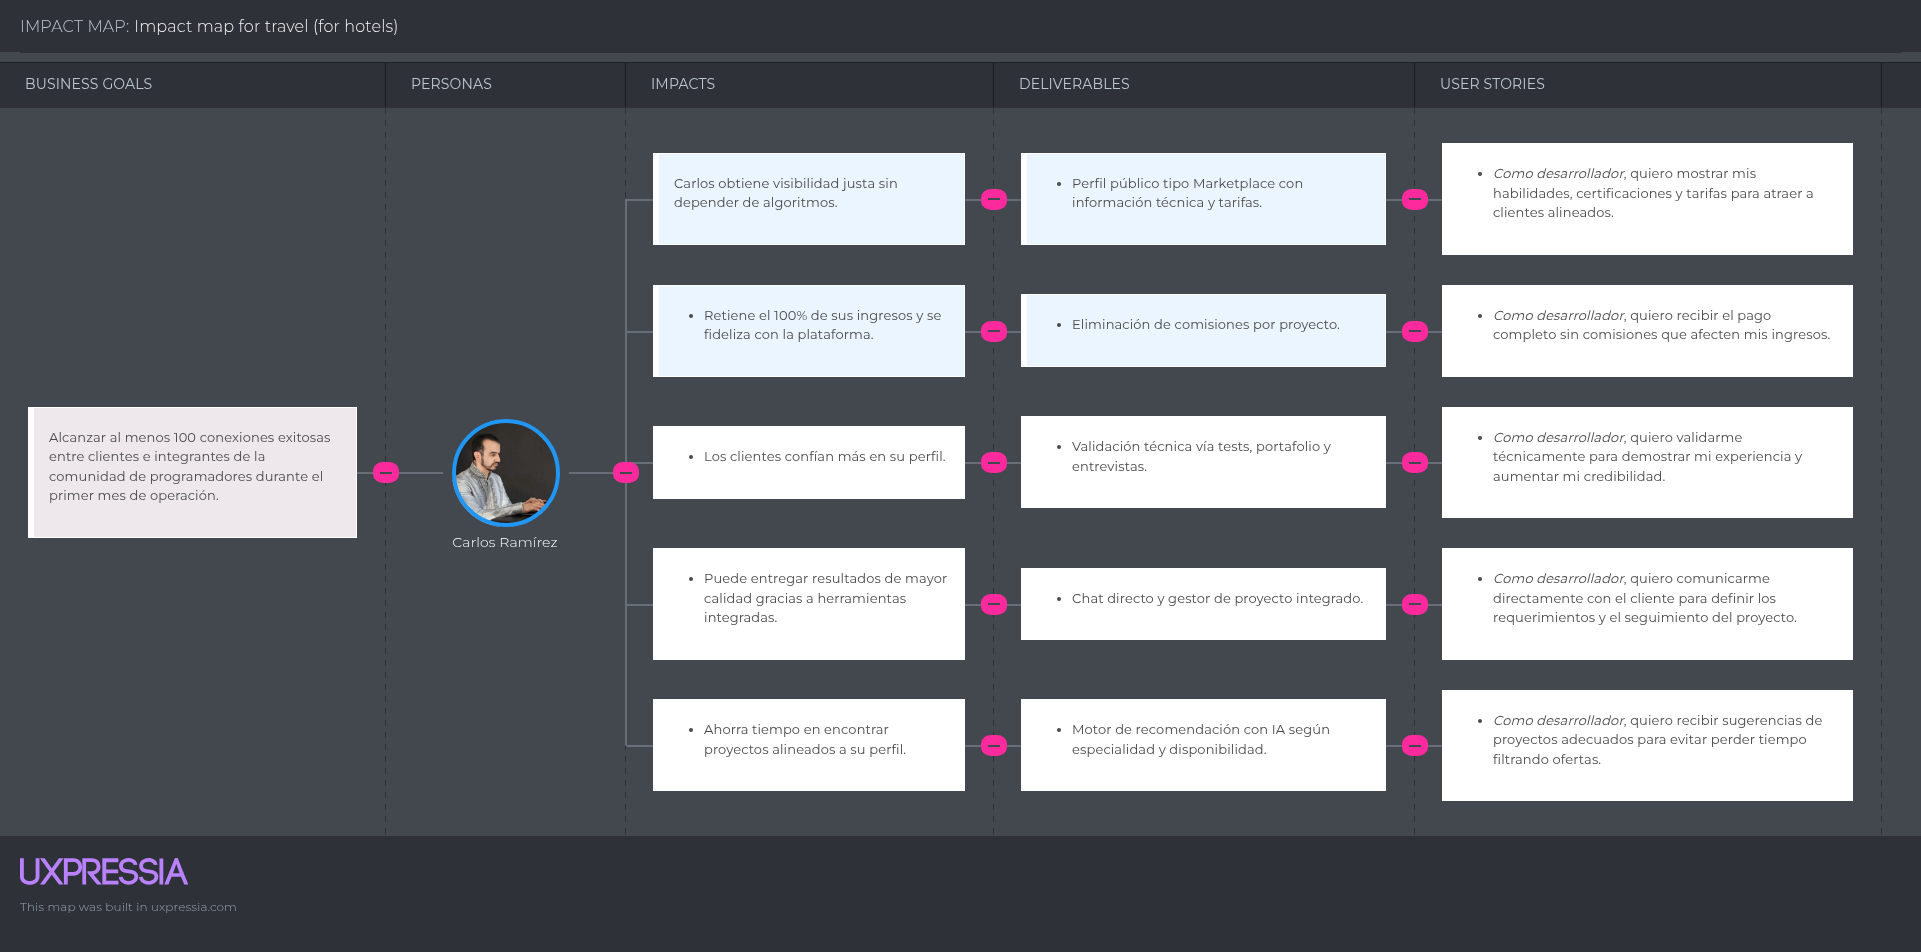 IMPACT MAP: Impact map for travel (for hotels)
BUSINESS GOALS
PERSONAS
IMPACTS
DELIVERABLES
USER STORIES
Alcanzar al menos 100 conexiones exitosas
entre clientes e integrantes de la
comunidad de programadores durante el
primer mes de operación.
Carlos Ramírez
Carlos obtiene visibilidad justa sin
depender de algoritmos.
• Perfil público tipo Marketplace con
información técnica y tarifas.
• Como desarrollador, quiero mostrar mis
habilidades, certificaciones y tarifas para atraer a
clientes alineados.
• Retiene el 100% de sus ingresos y se
fideliza con la plataforma.
• Eliminación de comisiones por proyecto.
• Como desarrollador, quiero recibir el pago
completo sin comisiones que afecten mis ingresos.
• Los clientes confían más en su perfil.
• Validación técnica vía tests, portafolio y
entrevistas.
• Como desarrollador, quiero validarme
técnicamente para demostrar mi experiencia y
aumentar mi credibilidad.
• Puede entregar resultados de mayor
calidad gracias a herramientas
integradas.
• Chat directo y gestor de proyecto integrado.
• Como desarrollador, quiero comunicarme
directamente con el cliente para definir los
requerimientos y el seguimiento del proyecto.
• Ahorra tiempo en encontrar
proyectos alineados a su perfil.
• Motor de recomendación con IA según
especialidad y disponibilidad.
• Como desarrollador, quiero recibir sugerencias de
proyectos adecuados para evitar perder tiempo
filtrando ofertas.
UXPRESSIA
This map was built in uxpressia.com